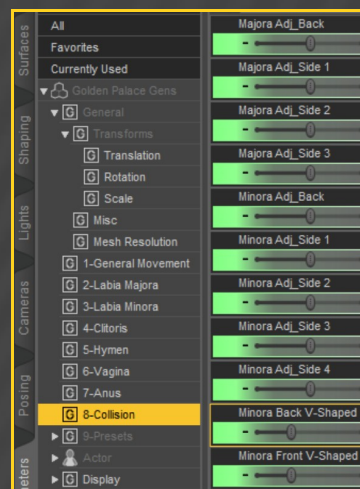 Surfaces
Shaping
Lights
Cameras
Posing
All
Favorites
Currently Used
Golden Palace Gens
G General
G Transforms
G Translation
G Rotation
G Scale
G Misc
G Mesh Resolution
G 1-General Movement
G 2-Labia Majora
G 3-Labia Minora
G 4-Clitoris
G 5-Hymen
G 6-Vagina
G 7-Anus
G 8-Collision
G 9-Presets
Actor
G Display
Majora Adj_Back
Majora Adj_Side 1
Majora Adj_Side 2
Majora Adj_Side 3
Minora Adj_Back
Minora Adj_Side 1
Minora Adj_Side 2
Minora Adj_Side 3
Minora Adj_Side 4
Minora Back V-Shaped
Minora Front V-Shaped